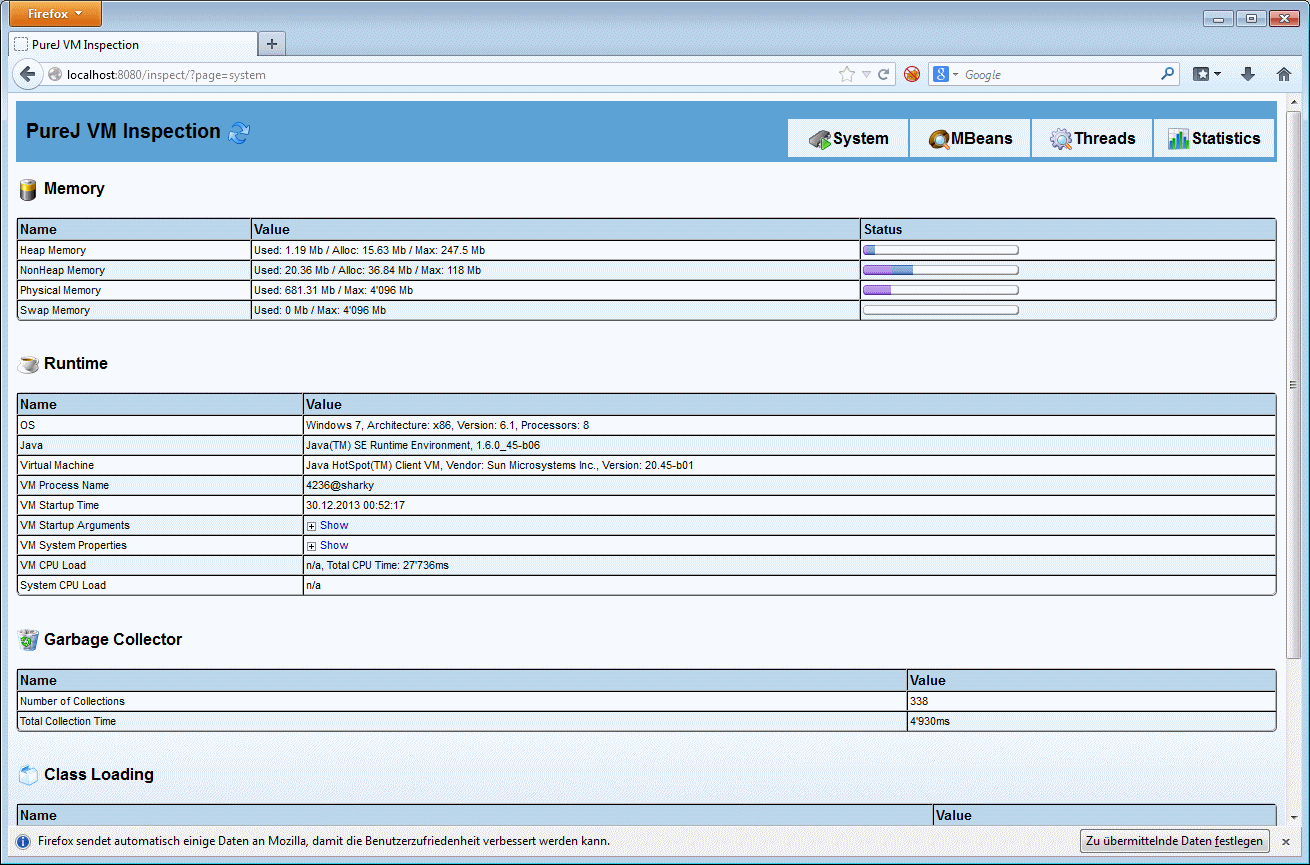 Firefox
PureJ VM Inspection
localhost:8080/inspect/?page=system
Google
PureJ VM Inspection
System
MBeans
Threads
Statistics
Memory
Name Value Status
Heap Memory Used: 1.19 Mb / Alloc: 15.63 Mb / Max: 247.5 Mb
NonHeap Memory Used: 20.36 Mb / Alloc: 36.84 Mb / Max: 118 Mb
Physical Memory Used: 681.31 Mb / Max: 4'096 Mb
Swap Memory Used: 0 Mb / Max: 4'096 Mb
Runtime
Name Value
OS Windows 7, Architecture: x86, Version: 6.1, Processors: 8
Java Java(TM) SE Runtime Environment, 1.6.0_45-b06
Virtual Machine Java HotSpot(TM) Client VM, Vendor: Sun Microsystems Inc., Version: 20.45-b01
VM Process Name 4236@sharky
VM Startup Time 30.12.2013 00:52:17
VM Startup Arguments Show
VM System Properties Show
VM CPU Load n/a, Total CPU Time: 27'736ms
System CPU Load n/a
Garbage Collector
Name Value
Number of Collections 338
Total Collection Time 4'930ms
Class Loading
Name Value
Firefox sendet automatisch einige Daten an Mozilla, damit die Benutzerzufriedenheit verbessert werden kann.
Zu übermittelnde Daten festlegen